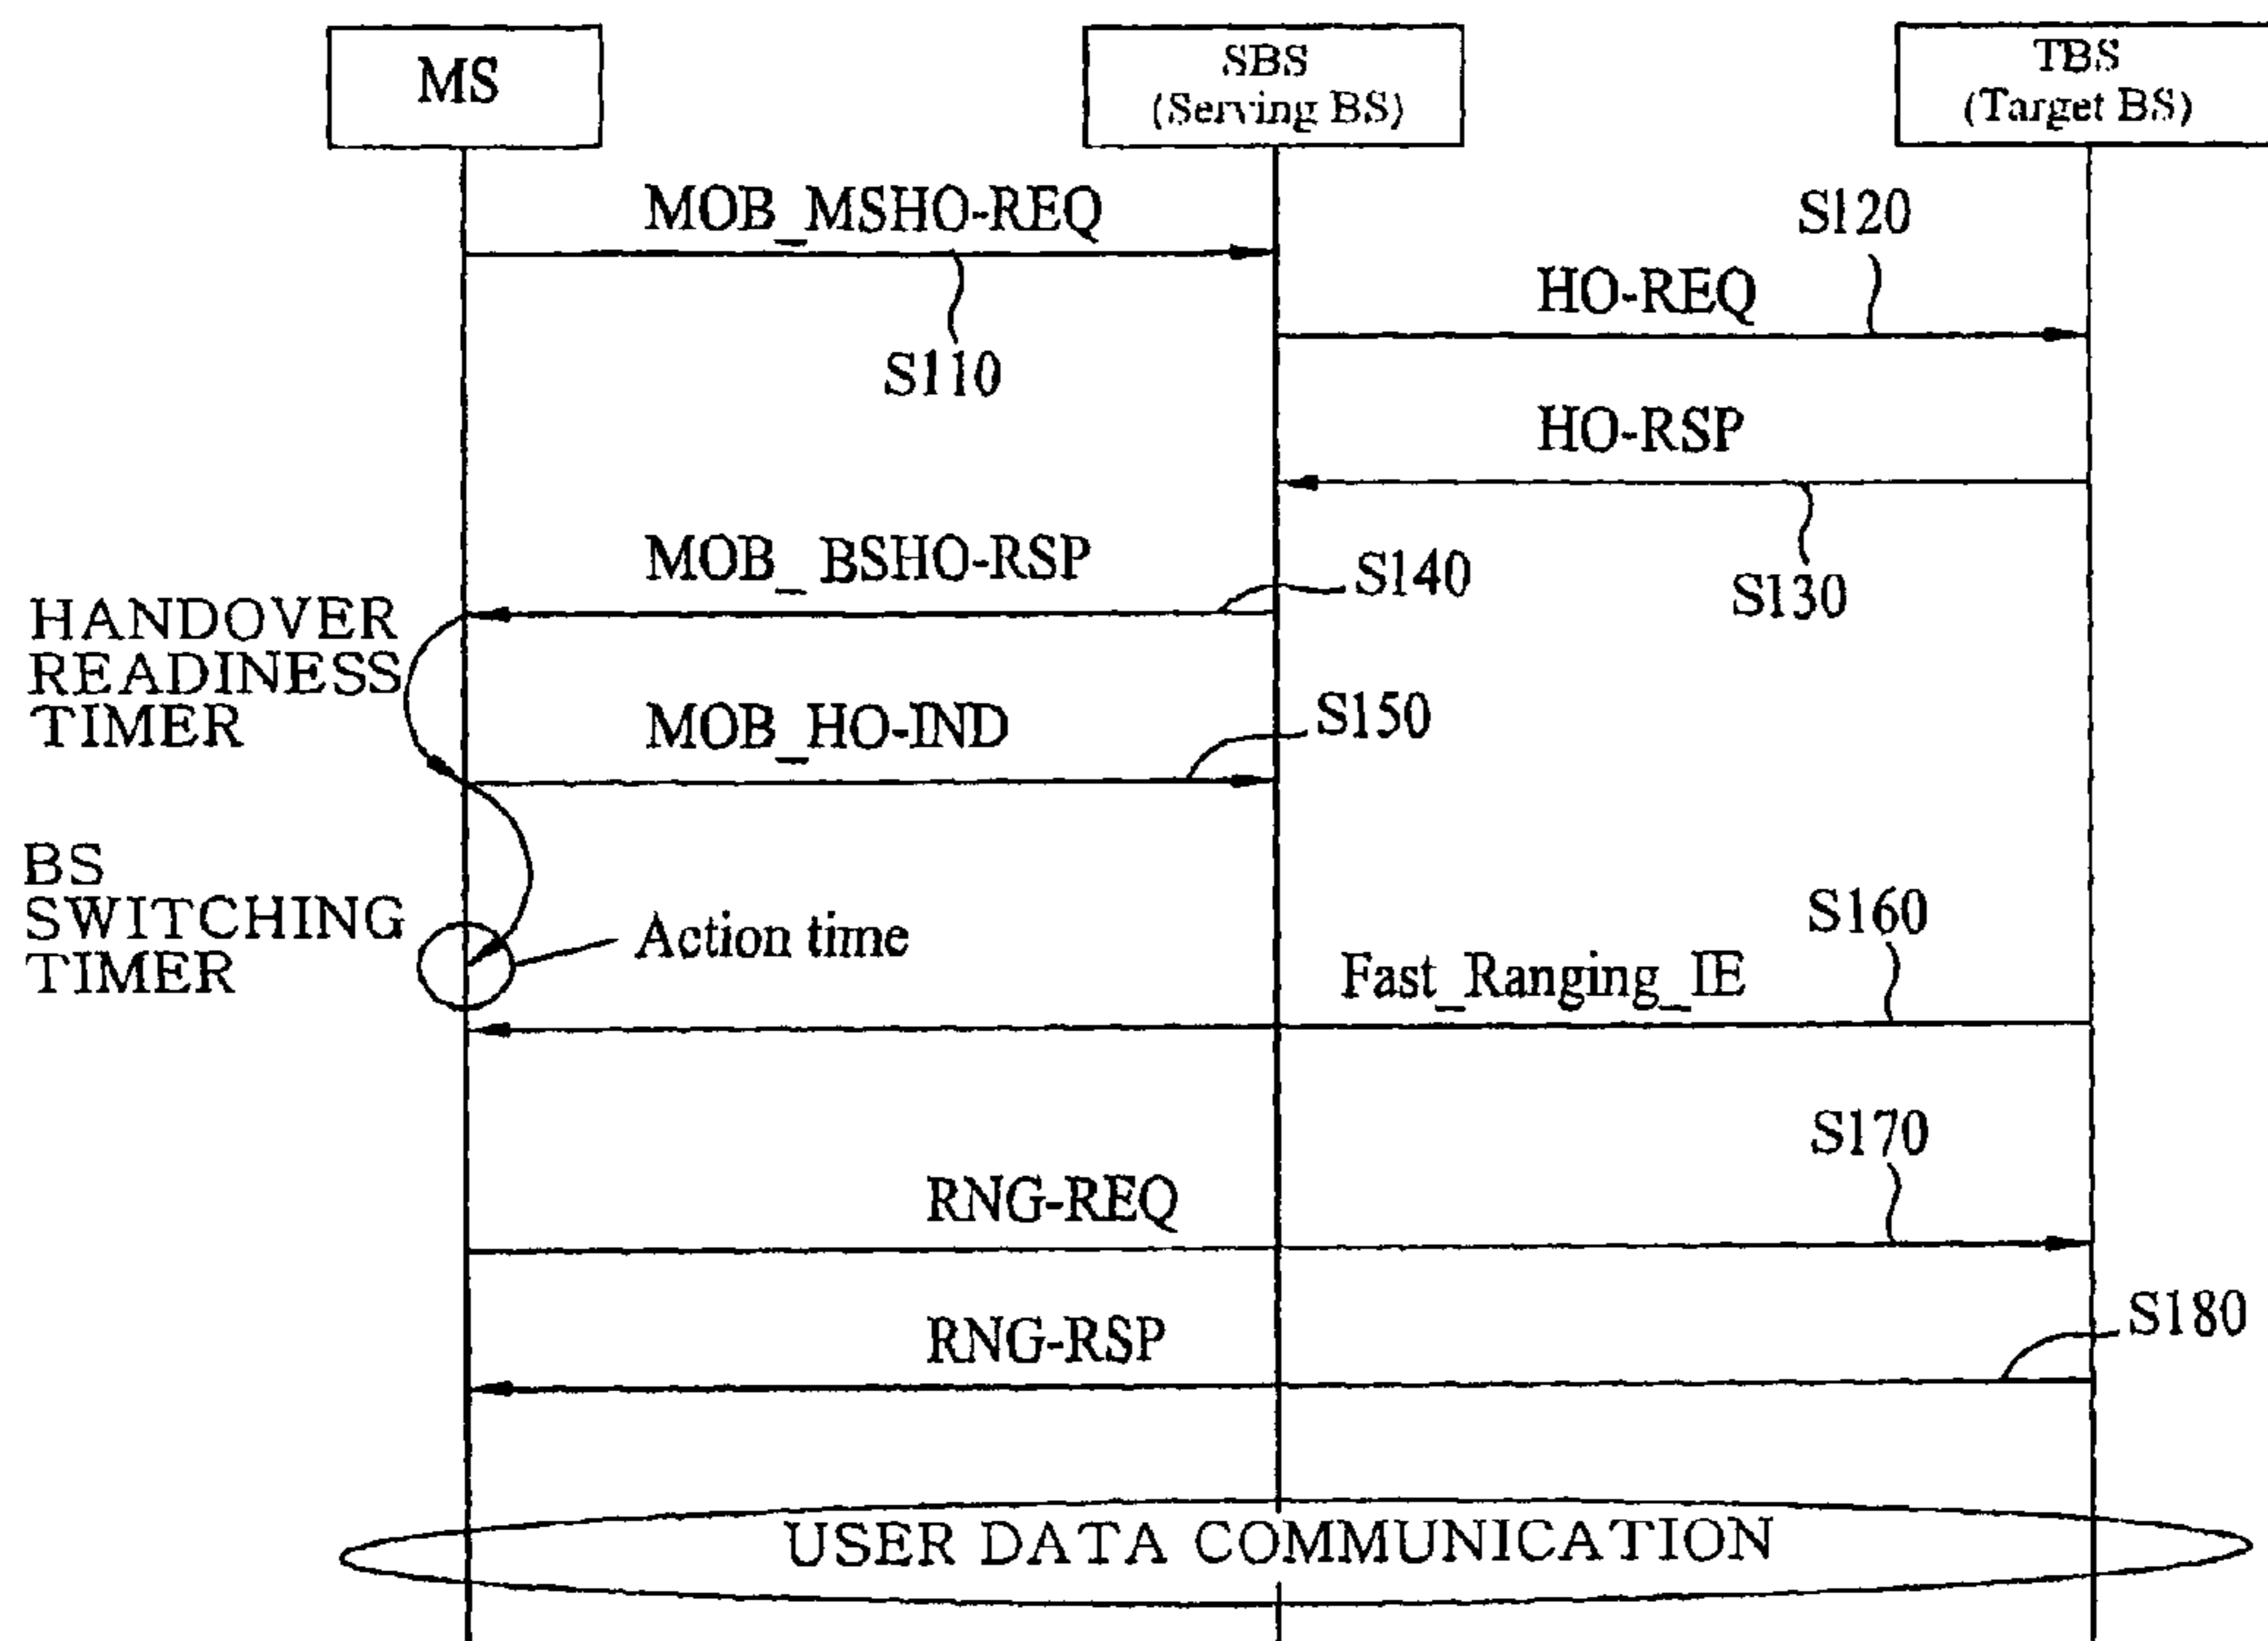 MS
SBS
(Serving BS)
TBS
(Target BS)
MOB_MSHO-REQ
S120
HO-REQ
S110
HO-RSP
MOB_ BSHO-RSP
S140
S130
HANDOVER
READINESS
TIMER
MOB_HO-IND
S150
BS
SWITCHING
TIMER
Action time
S160
Fast_Ranging_IE
S170
RNG-REQ
RNG-RSP
S180
USER DATA COMMUNICATION